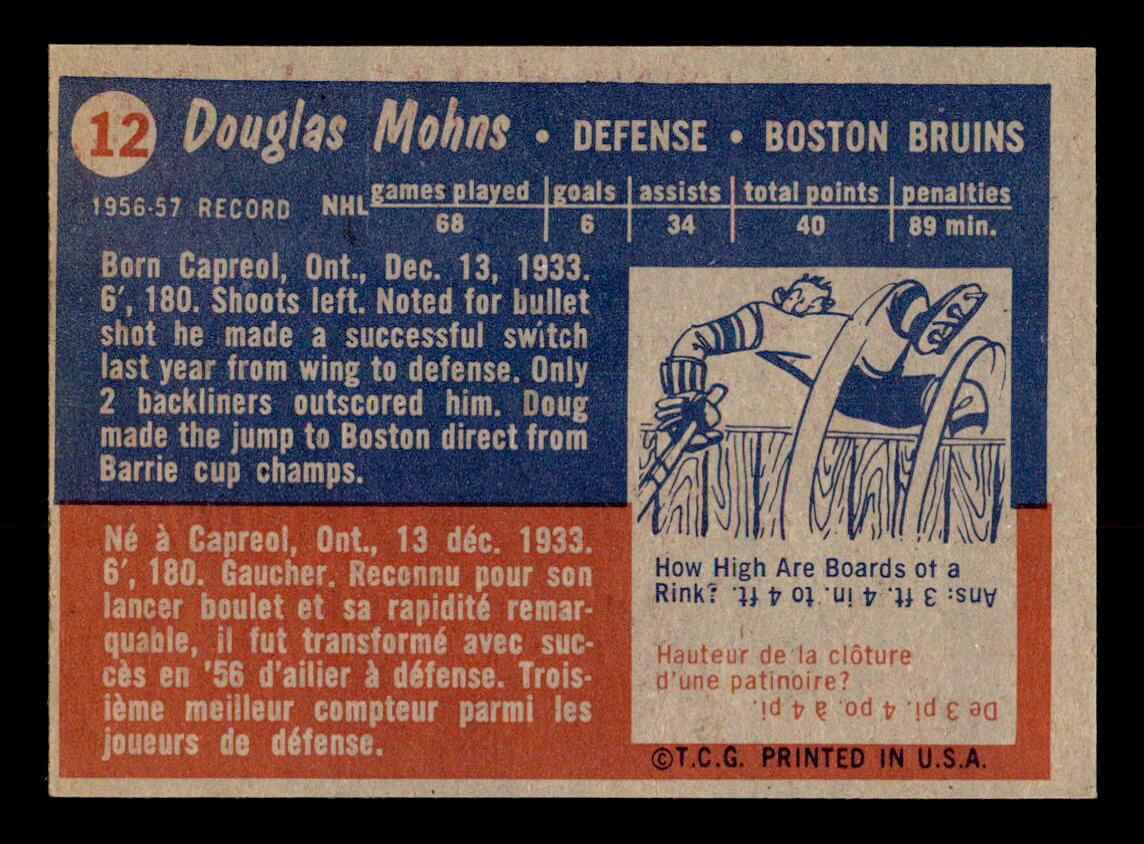 12 Douglas Mohns • DEFENSE • BOSTON BRUINS
1956-57 RECORD NHL games played goals assists total points penalties
68 6 34 40 89 min.
Born Capreol, Ont., Dec. 13, 1933.
6′, 180. Shoots left. Noted for bullet
shot he made a successful switch
last year from wing to defense. Only
2 backliners outscored him. Doug
made the jump to Boston direct from
Barrie cup champs.
Né à Capreol, Ont., 13 déc. 1933.
6′, 180. Gaucher. Reconnu pour son
lancer boulet et sa rapidité remar-
quable, il fut transformé avec suc-
cès en '56 d'ailier à défense. Trois-
ième meilleur compteur parmi les
joueurs de défense.
How High Are Boards of a
Rink?
Ans: 3 ft. 4 in. to 4 ft.
Hauteur de la clôture
d'une patinoire?
De 3 pi. 4 po. à 4 pi.
©T.C.G. PRINTED IN U.S.A.